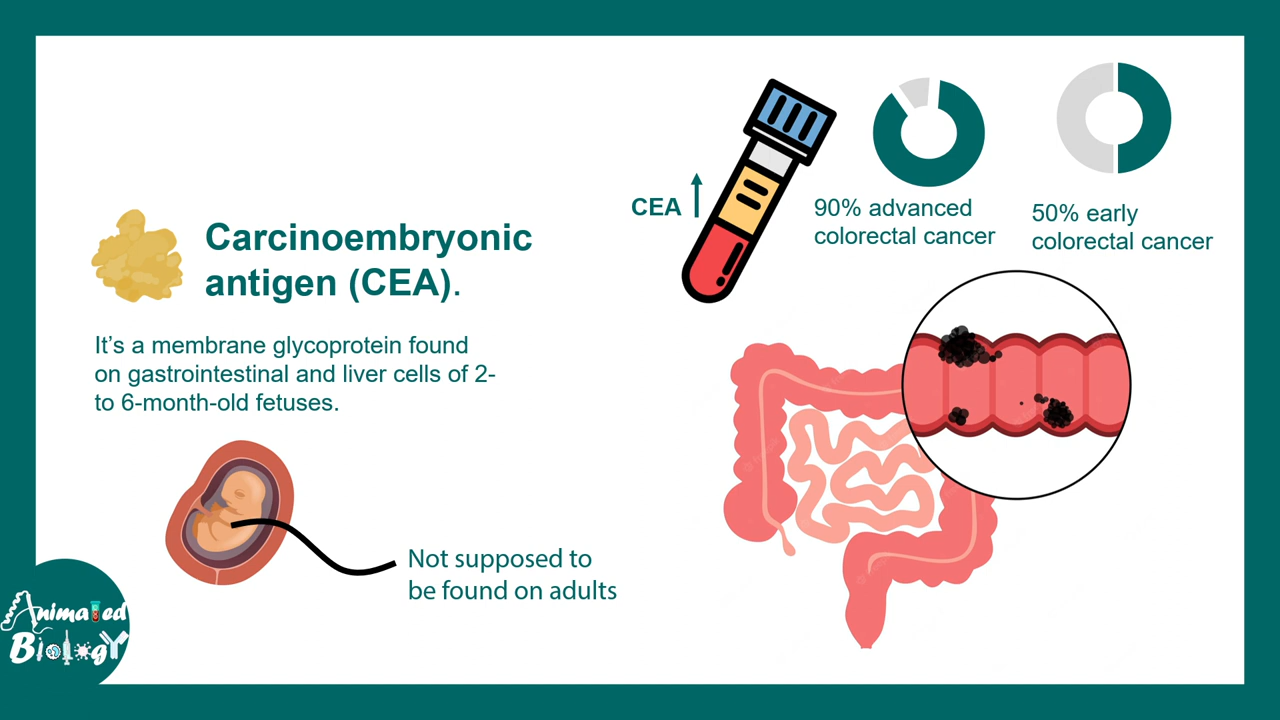 Carcinoembryonic
antigen (CEA).
It’s a membrane glycoprotein found
on gastrointestinal and liver cells of 2-
to 6-month-old fetuses.
Not supposed to
be found on adults
CEA
90% advanced
colorectal cancer
50% early
colorectal cancer
Animated
Biology